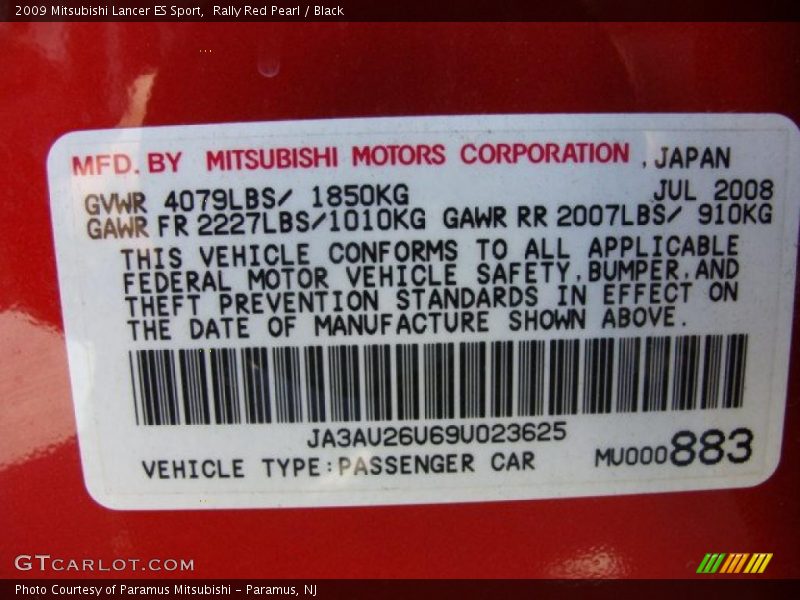 2009 Mitsubishi Lancer ES Sport,  Rally Red Pearl / Black
MFD. BY MITSUBISHI MOTORS CORPORATION , JAPAN
GVWR 4079LBS/ 1850KG JUL 2008
GAWR FR 2227LBS/1010KG GAWR RR 2007LBS/ 910KG
THIS VEHICLE CONFORMS TO ALL APPLICABLE
FEDERAL MOTOR VEHICLE SAFETY,BUMPER,AND
THEFT PREVENTION STANDARDS IN EFFECT ON
THE DATE OF MANUFACTURE SHOWN ABOVE.
JA3AU26U69U023625
VEHICLE TYPE:PASSENGER CAR MU000883
GTCARLOT.COM
Photo Courtesy of Paramus Mitsubishi - Paramus, NJ